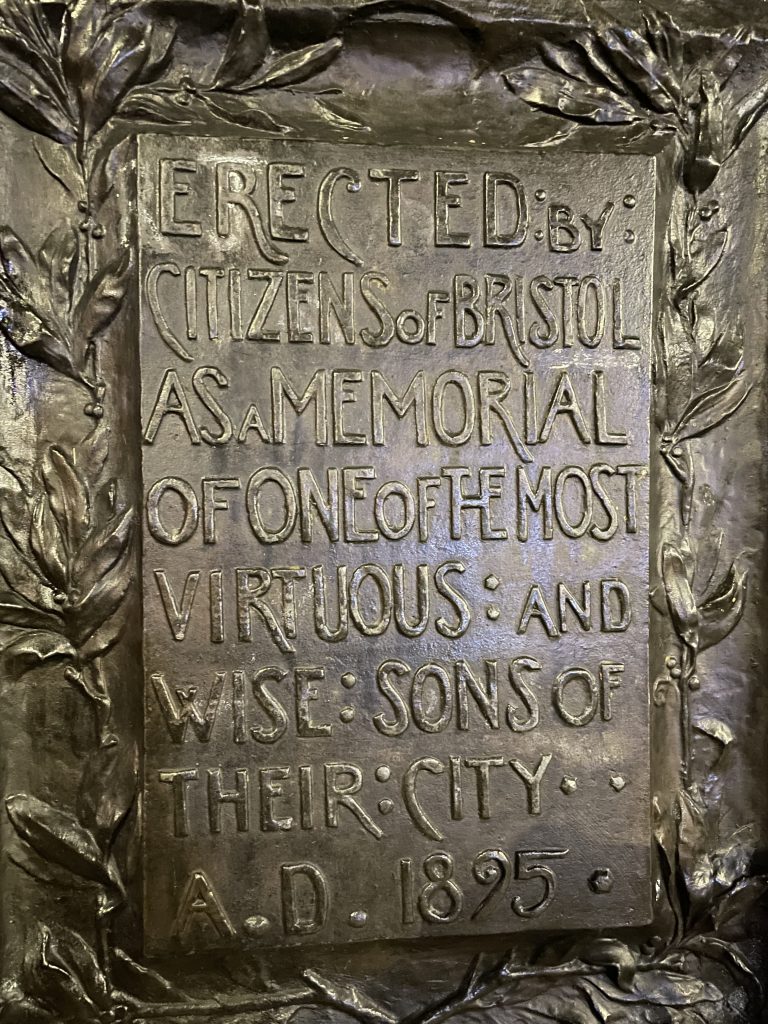 ERECTED:BY:
CITIZENS OF BRISTOL
AS A MEMORIAL
OF ONE OF THE MOST
VIRTUOUS : AND
WISE : SONS OF
THEIR : CITY · ·
A.D. 1895 ·